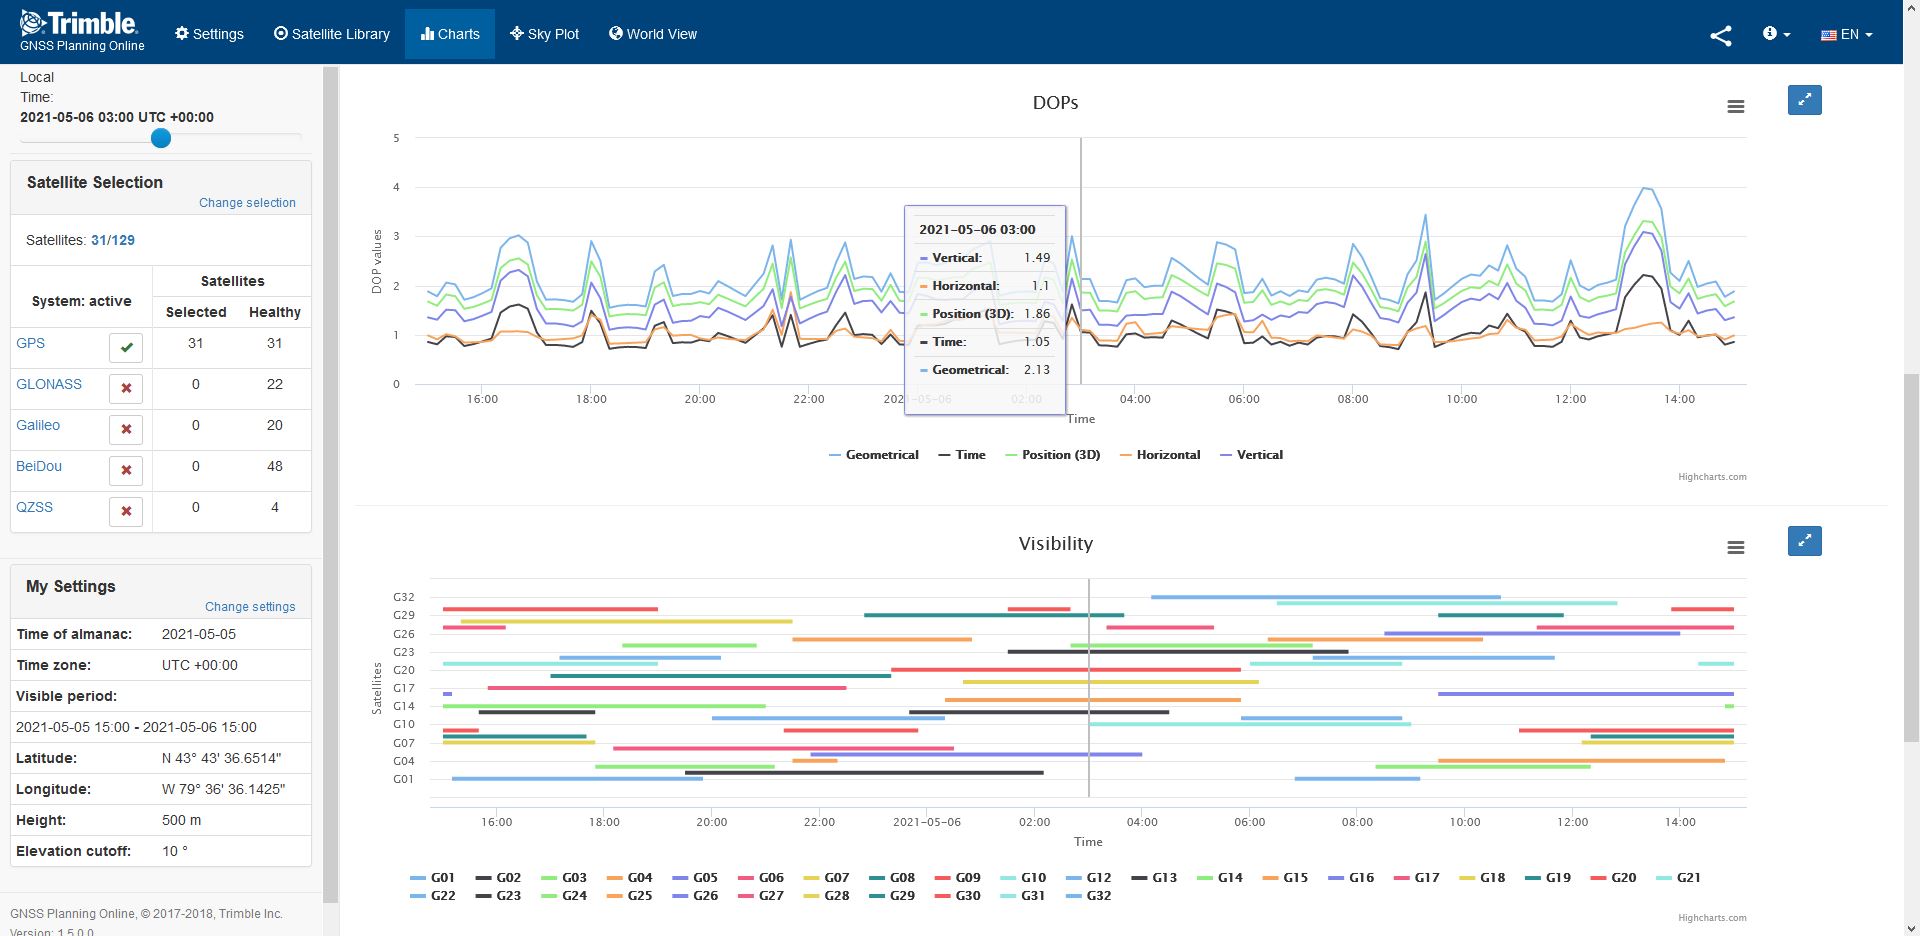 Trimble.
GNSS Planning Online
Settings
Satellite Library
Charts
Sky Plot
World View
EN
Local
Time:
2021-05-06 03:00 UTC +00:00
Satellite Selection
Change selection
Satellites: 31/129
System: active
Satellites
Selected Healthy
GPS 31 31
GLONASS 0 22
Galileo 0 20
BeiDou 0 48
QZSS 0 4
My Settings
Change settings
Time of almanac: 2021-05-05
Time zone: UTC +00:00
Visible period:
2021-05-05 15:00 - 2021-05-06 15:00
Latitude: N 43° 43' 36.6514"
Longitude: W 79° 36' 36.1425"
Height: 500 m
Elevation cutoff: 10 °
GNSS Planning Online, © 2017-2018, Trimble Inc.
Version: 1.5.0.0
DOPs
DOP values
5
4
3
2
1
0
2021-05-06 03:00
Vertical: 1.49
Horizontal: 1.1
Position (3D): 1.86
Time: 1.05
Geometrical: 2.13
16:00 18:00 20:00 22:00 2021-05-06 02:00 04:00 06:00 08:00 10:00 12:00 14:00
Time
Geometrical Time Position (3D) Horizontal Vertical
Highcharts.com
Visibility
Satellites
G32
G29
G26
G23
G20
G17
G14
G10
G07
G04
G01
16:00 18:00 20:00 22:00 2021-05-06 02:00 04:00 06:00 08:00 10:00 12:00 14:00
Time
G01 G02 G03 G04 G05 G06 G07 G08 G09 G10 G12 G13 G14 G15 G16 G17 G18 G19 G20 G21
G22 G23 G24 G25 G26 G27 G28 G29 G30 G31 G32
Highcharts.com